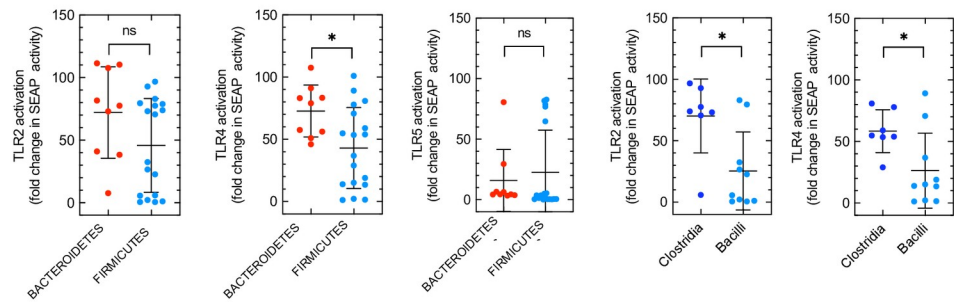 TLR2 activation
(fold change in SEAP activity)
150
100
50
0
ns
BACTEROIDETES
FIRMICUTES
TLR4 activation
(fold change in SEAP activity)
150
100
50
0
*
BACTEROIDETES
FIRMICUTES
TLR5 activation
(fold change in SEAP activity)
150
100
50
0
ns
BACTEROIDETES
FIRMICUTES
TLR2 activation
(fold change in SEAP activity)
150
100
50
0
*
Clostridia
Bacilli
TLR4 activation
(fold change in SEAP activity)
150
100
50
0
*
Clostridia
Bacilli